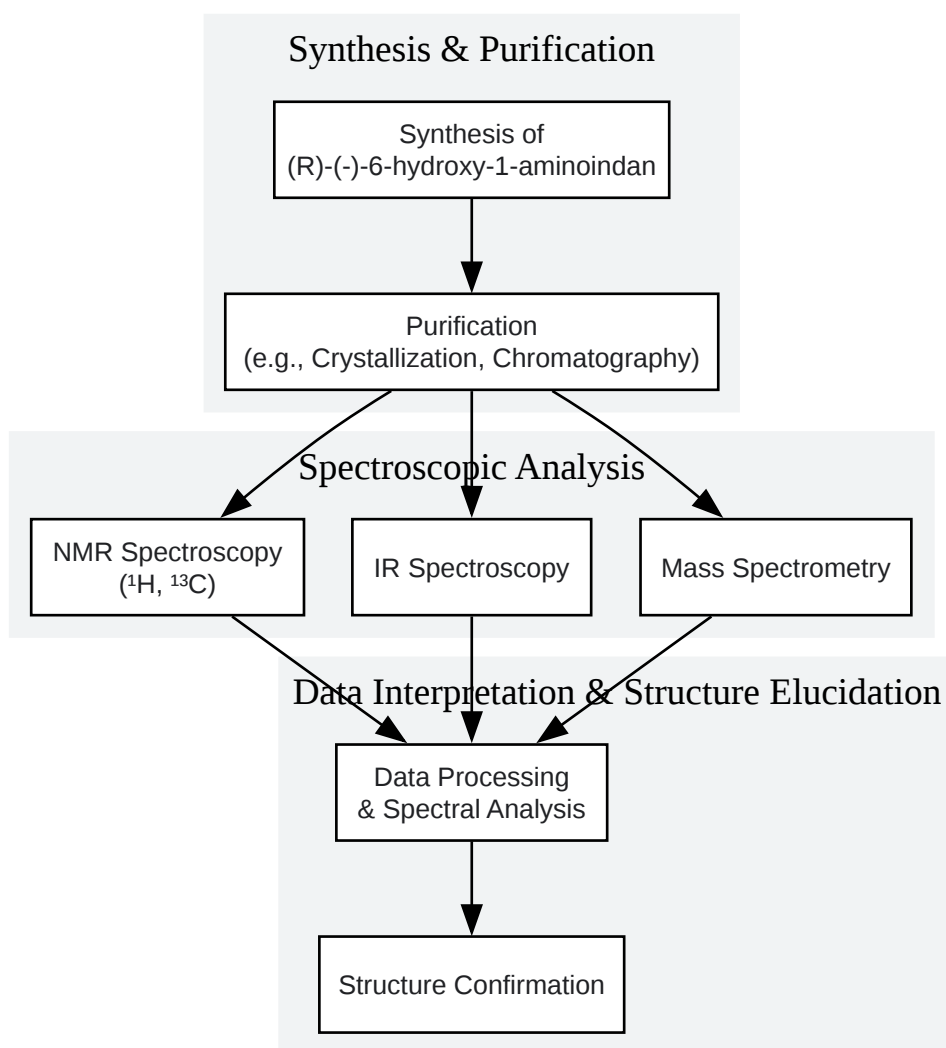 Synthesis & Purification
Synthesis of
(R)-(-)-6-hydroxy-1-aminoindan
Purification
(e.g., Crystallization, Chromatography)
Spectroscopic Analysis
NMR Spectroscopy
(¹H, ¹³C)
IR Spectroscopy
Mass Spectrometry
Data Interpretation & Structure Elucidation
Data Processing
& Spectral Analysis
Structure Confirmation